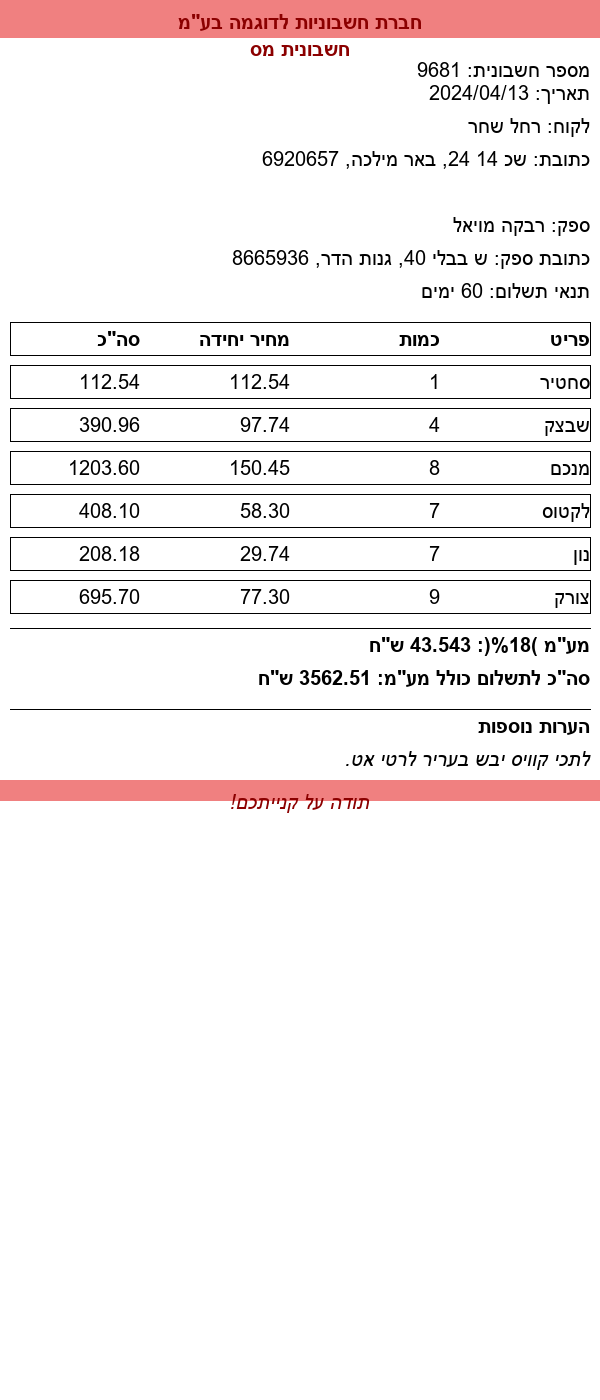 חברת חשבוניות לדוגמה בע"מ
חשבונית מס
מספר חשבונית: 9681
תאריך: 2024/04/13
לקוח: רחל שחר
כתובת: שכ 14 24, באר מילכה, 6920657
ספק: רבקה מויאל
כתובת ספק: ש בבלי 40, גנות הדר, 8665936
תנאי תשלום: 60 ימים
פריט כמות מחיר יחידה סה"כ
סחטיר 1 112.54 112.54
שבצק 4 97.74 390.96
מנכם 8 150.45 1203.60
לקטוס 7 58.30 408.10
נון 7 29.74 208.18
צורק 9 77.30 695.70
מע"מ )18%(: 43.543 ש"ח
סה"כ לתשלום כולל מע"מ: 3562.51 ש"ח
הערות נוספות
לתכי קוויס יבש בעריר לרטי אט.
תודה על קנייתכם!